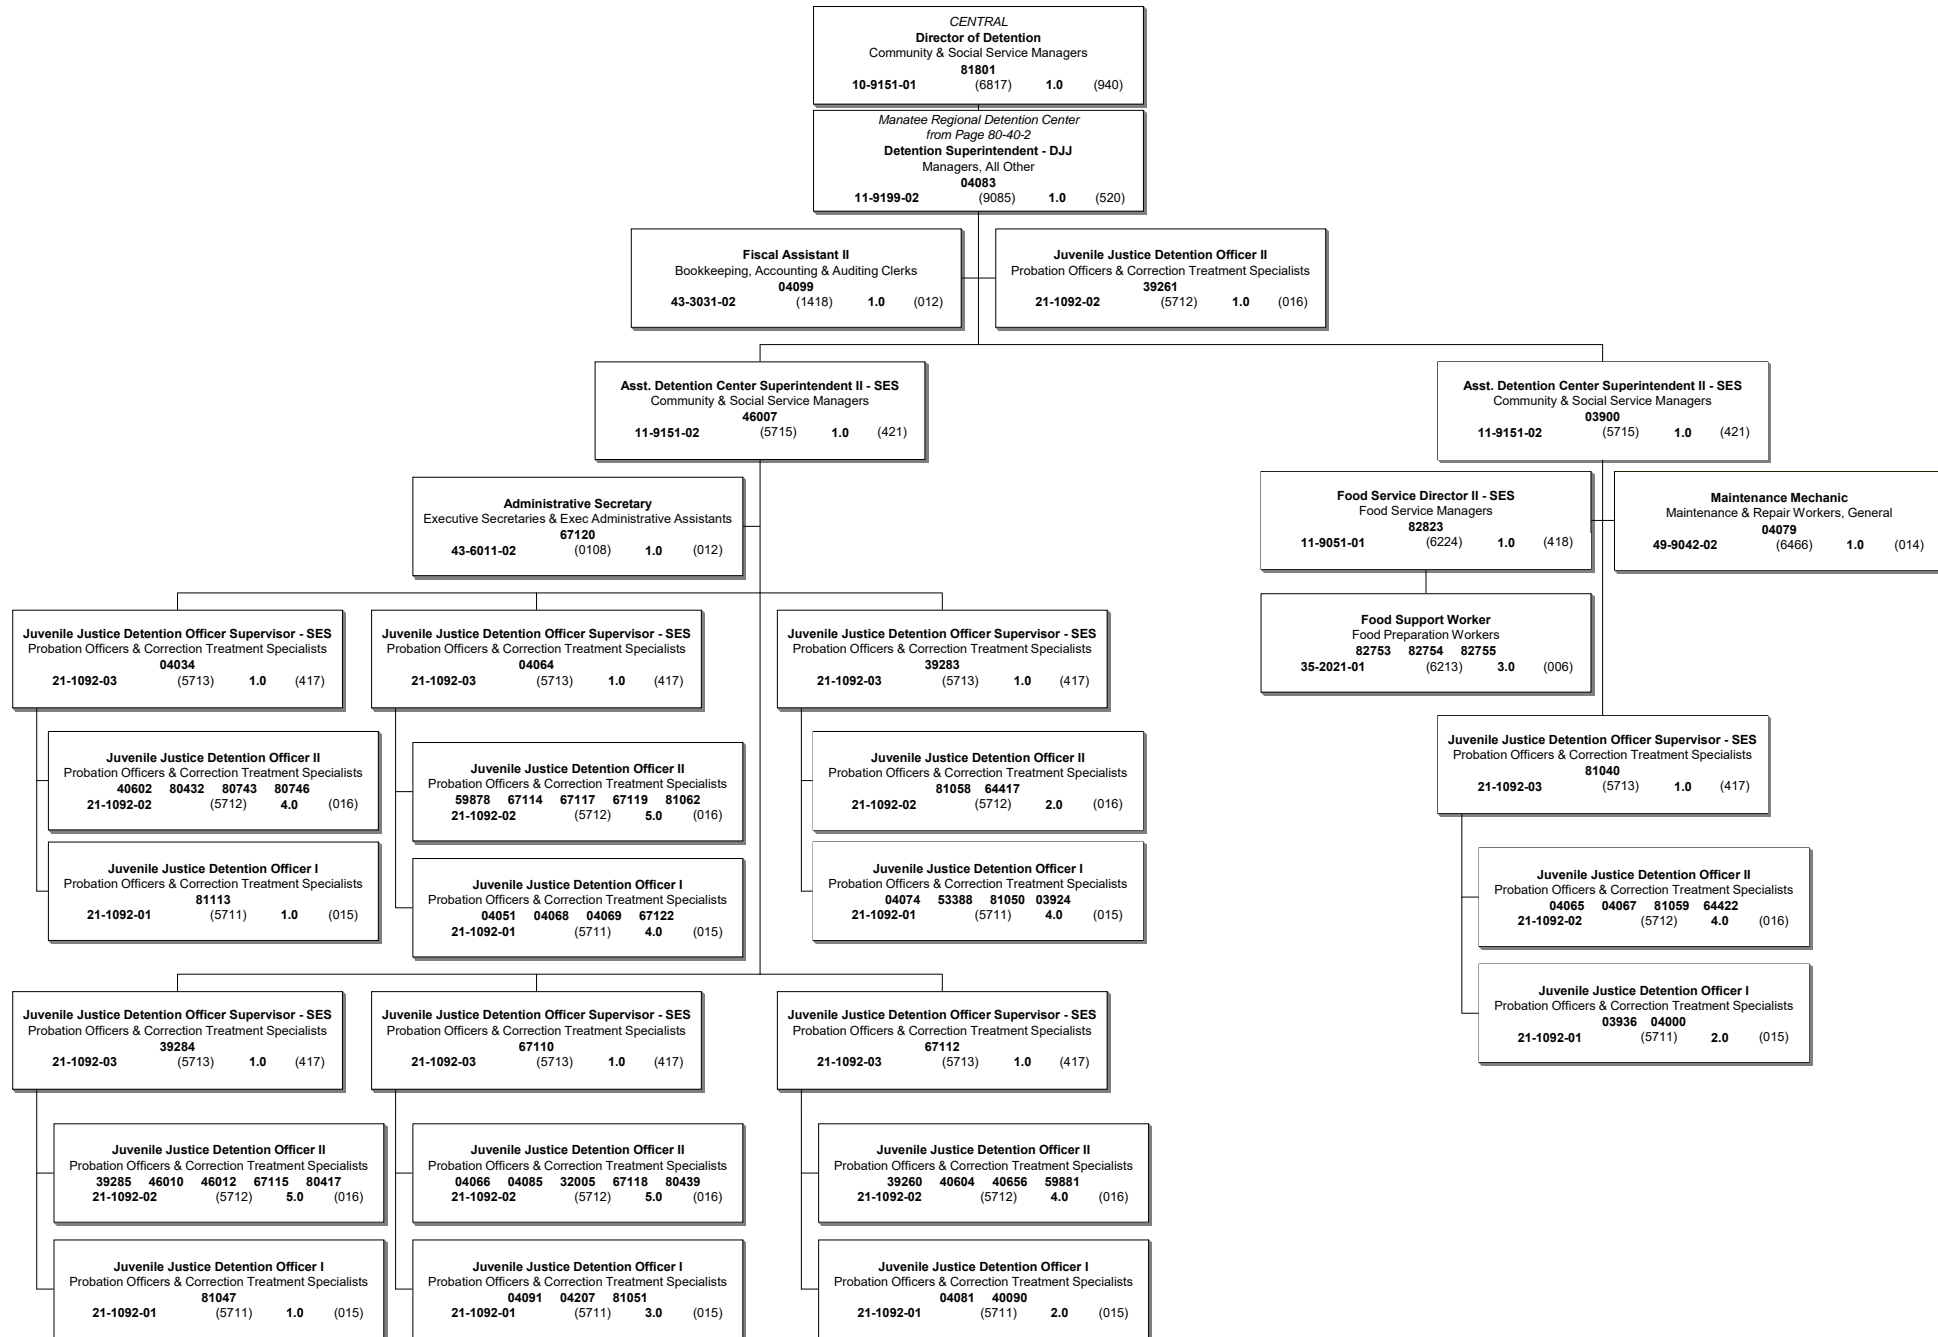 CENTRAL
Director of Detention
Community & Social Service Managers
81801
10-9151-01 (6817) 1.0 (940)
Manatee Regional Detention Center
from Page 80-40-2
Detention Superintendent - DJJ
Managers, All Other
04083
11-9199-02 (9085) 1.0 (520)
Fiscal Assistant II
Bookkeeping, Accounting & Auditing Clerks
04099
43-3031-02 (1418) 1.0 (012)
Juvenile Justice Detention Officer II
Probation Officers & Correction Treatment Specialists
39261
21-1092-02 (5712) 1.0 (016)
Asst. Detention Center Superintendent II - SES
Community & Social Service Managers
46007
11-9151-02 (5715) 1.0 (421)
Asst. Detention Center Superintendent II - SES
Community & Social Service Managers
03900
11-9151-02 (5715) 1.0 (421)
Administrative Secretary
Executive Secretaries & Exec Administrative Assistants
67120
43-6011-02 (0108) 1.0 (012)
Food Service Director II - SES
Food Service Managers
82823
11-9051-01 (6224) 1.0 (418)
Maintenance Mechanic
Maintenance & Repair Workers, General
04079
49-9042-02 (6466) 1.0 (014)
Food Support Worker
Food Preparation Workers
82753 82754 82755
35-2021-01 (6213) 3.0 (006)
Juvenile Justice Detention Officer Supervisor - SES
Probation Officers & Correction Treatment Specialists
04034
21-1092-03 (5713) 1.0 (417)
Juvenile Justice Detention Officer Supervisor - SES
Probation Officers & Correction Treatment Specialists
04064
21-1092-03 (5713) 1.0 (417)
Juvenile Justice Detention Officer Supervisor - SES
Probation Officers & Correction Treatment Specialists
39283
21-1092-03 (5713) 1.0 (417)
Juvenile Justice Detention Officer Supervisor - SES
Probation Officers & Correction Treatment Specialists
81040
21-1092-03 (5713) 1.0 (417)
Juvenile Justice Detention Officer II
Probation Officers & Correction Treatment Specialists
40602 80432 80743 80746
21-1092-02 (5712) 4.0 (016)
Juvenile Justice Detention Officer II
Probation Officers & Correction Treatment Specialists
59878 67114 67117 67119 81062
21-1092-02 (5712) 5.0 (016)
Juvenile Justice Detention Officer II
Probation Officers & Correction Treatment Specialists
81058 64417
21-1092-02 (5712) 2.0 (016)
Juvenile Justice Detention Officer I
Probation Officers & Correction Treatment Specialists
81113
21-1092-01 (5711) 1.0 (015)
Juvenile Justice Detention Officer I
Probation Officers & Correction Treatment Specialists
04051 04068 04069 67122
21-1092-01 (5711) 4.0 (015)
Juvenile Justice Detention Officer I
Probation Officers & Correction Treatment Specialists
04074 53388 81050 03924
21-1092-01 (5711) 4.0 (015)
Juvenile Justice Detention Officer II
Probation Officers & Correction Treatment Specialists
04065 04067 81059 64422
21-1092-02 (5712) 4.0 (016)
Juvenile Justice Detention Officer I
Probation Officers & Correction Treatment Specialists
03936 04000
21-1092-01 (5711) 2.0 (015)
Juvenile Justice Detention Officer Supervisor - SES
Probation Officers & Correction Treatment Specialists
39284
21-1092-03 (5713) 1.0 (417)
Juvenile Justice Detention Officer Supervisor - SES
Probation Officers & Correction Treatment Specialists
67110
21-1092-03 (5713) 1.0 (417)
Juvenile Justice Detention Officer Supervisor - SES
Probation Officers & Correction Treatment Specialists
67112
21-1092-03 (5713) 1.0 (417)
Juvenile Justice Detention Officer II
Probation Officers & Correction Treatment Specialists
39285 46010 46012 67115 80417
21-1092-02 (5712) 5.0 (016)
Juvenile Justice Detention Officer II
Probation Officers & Correction Treatment Specialists
04066 04085 32005 67118 80439
21-1092-02 (5712) 5.0 (016)
Juvenile Justice Detention Officer II
Probation Officers & Correction Treatment Specialists
39260 40604 40656 59881
21-1092-02 (5712) 4.0 (016)
Juvenile Justice Detention Officer I
Probation Officers & Correction Treatment Specialists
81047
21-1092-01 (5711) 1.0 (015)
Juvenile Justice Detention Officer I
Probation Officers & Correction Treatment Specialists
04091 04207 81051
21-1092-01 (5711) 3.0 (015)
Juvenile Justice Detention Officer I
Probation Officers & Correction Treatment Specialists
04081 40090
21-1092-01 (5711) 2.0 (015)